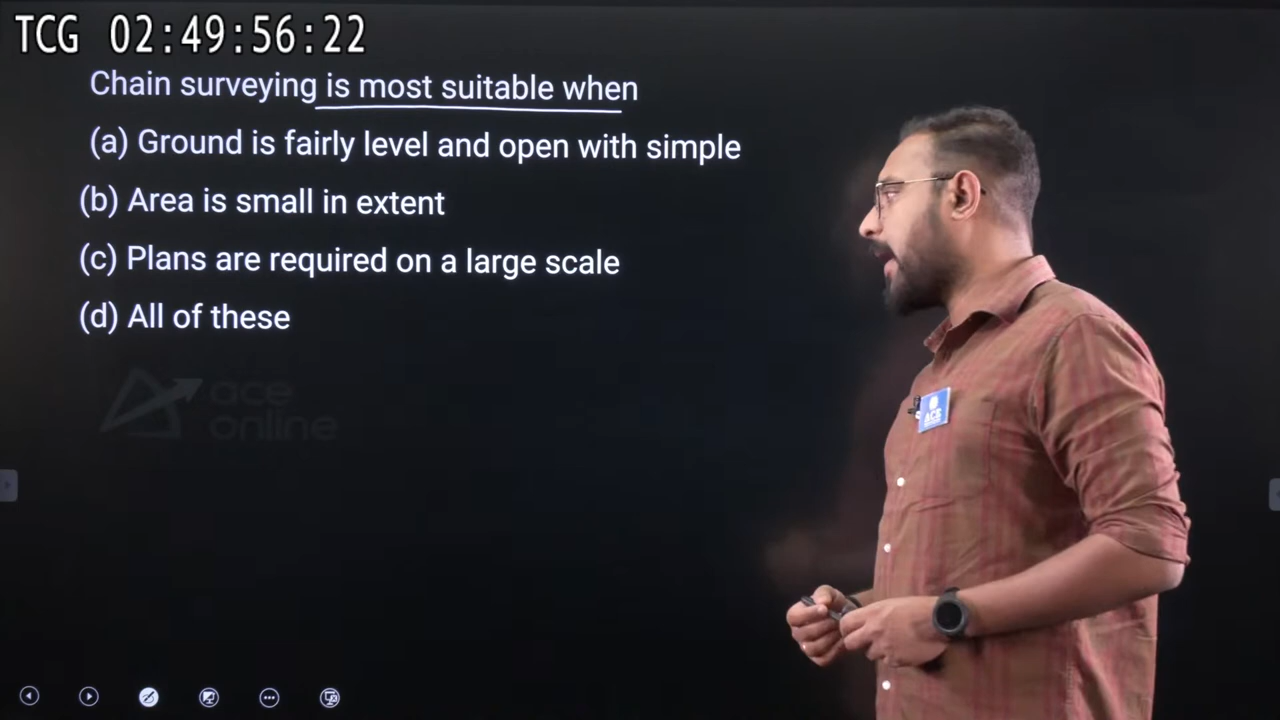 TCG 02:49:56:22
Chain surveying is most suitable when
(a) Ground is fairly level and open with simple
(b) Area is small in extent
(c) Plans are required on a large scale
(d) All of these
ace
online
ACE